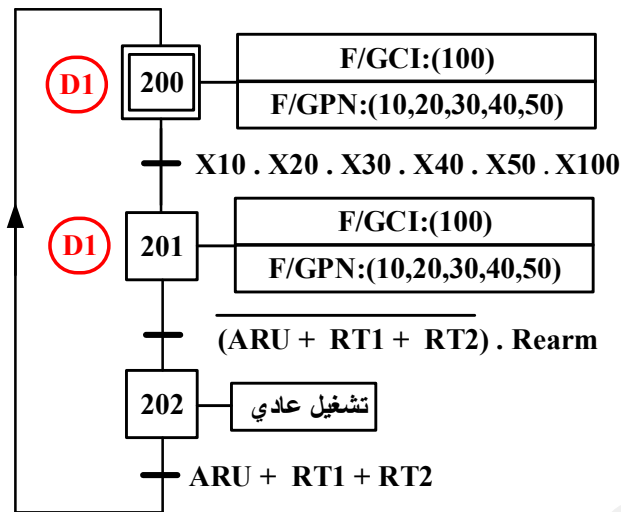 D1
200
F/GCI:(100)
F/GPN:(10,20,30,40,50)
X10 . X20 . X30 . X40 . X50 . X100
D1
201
F/GCI:(100)
F/GPN:(10,20,30,40,50)
(ARU + RT1 + RT2) . Rearm
202
تشغيل عادي
ARU + RT1 + RT2